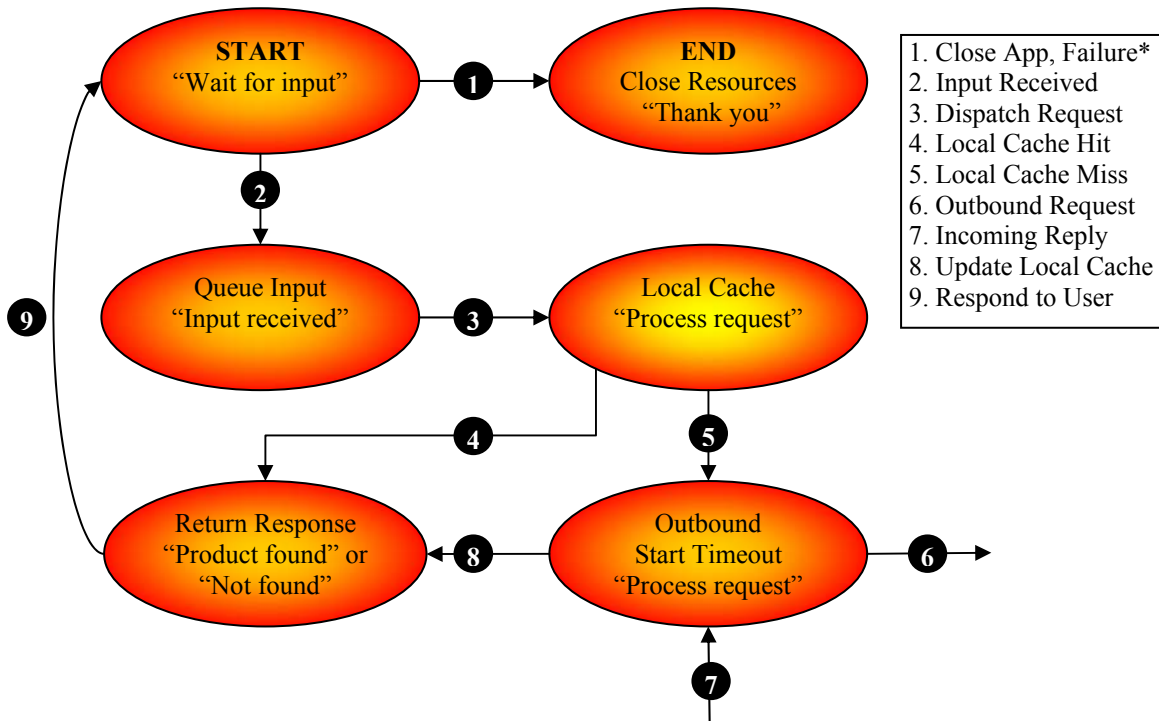 START
“Wait for input”
1
END
Close Resources
“Thank you”
1. Close App, Failure*
2. Input Received
3. Dispatch Request
4. Local Cache Hit
5. Local Cache Miss
6. Outbound Request
7. Incoming Reply
8. Update Local Cache
9. Respond to User
2
Queue Input
“Input received”
3
Local Cache
“Process request”
9
4
5
Return Response
“Product found” or
“Not found”
8
Outbound
Start Timeout
“Process request”
6
7